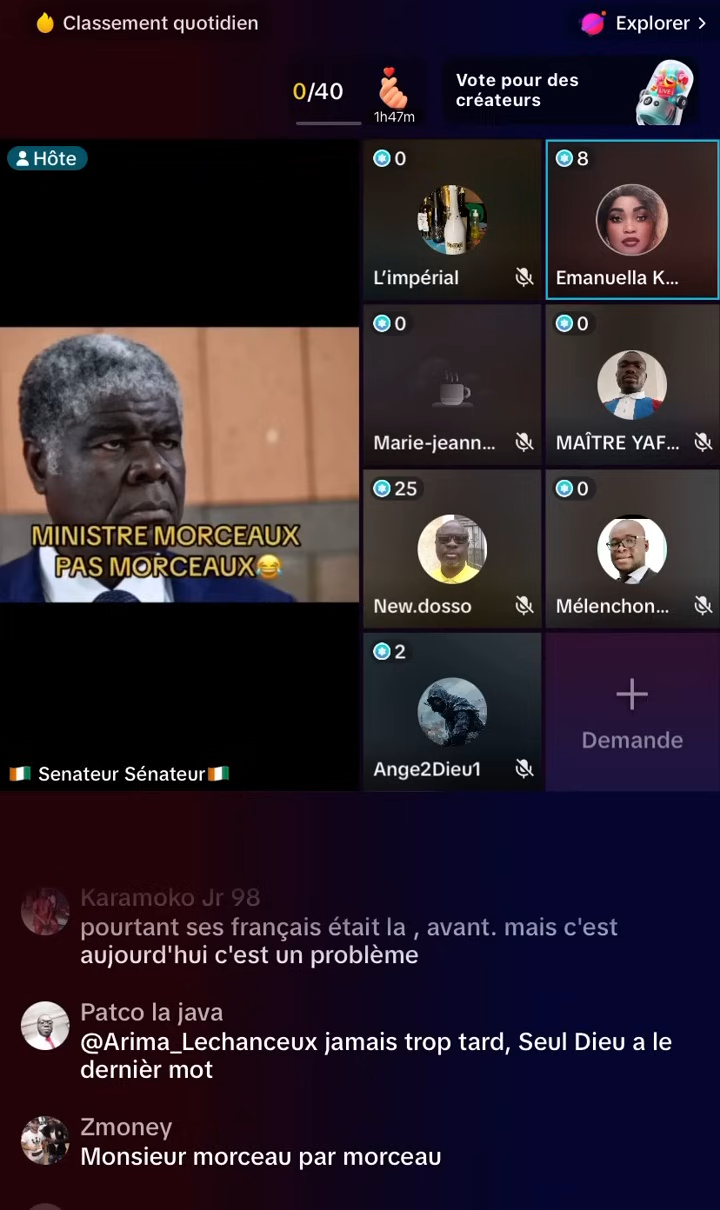 Classement quotidien
Explorer >
0/40
1h47m
Vote pour des
créateurs
LIVE
Hôte
0
L'impérial
8
Emanuella K...
0
Marie-jeann...
0
MAÎTRE YAF...
25
New.dosso
0
Mélenchon...
2
Ange2Dieu1
+
Demande
MINISTRE MORCEAUX
PAS MORCEAUX😂
🇨🇮 Senateur Sénateur🇨🇮
Karamoko Jr 98
pourtant ses français était la , avant. mais c'est
aujourd'hui c'est un problème
Patco la java
@Arima_Lechanceux jamais trop tard, Seul Dieu a le
dernièr mot
Zmoney
Monsieur morceau par morceau